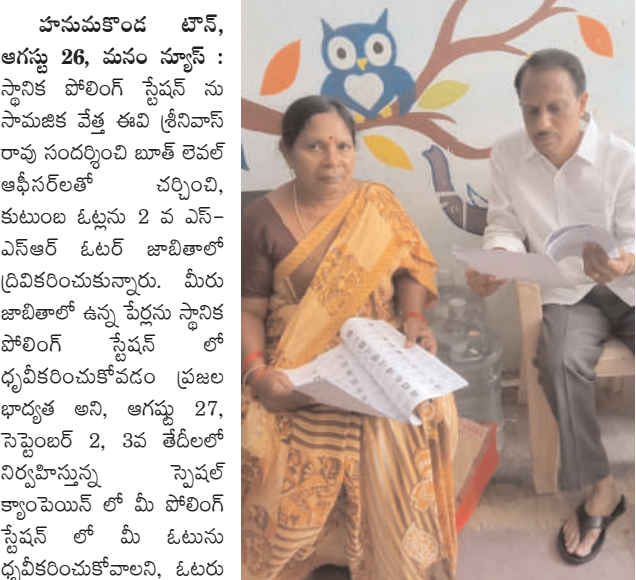 హనుమకొండ టౌన్,
ఆగస్టు 26, మనం న్యూస్ :
స్థానిక పోలింగ్ స్టేషన్ ను
సామజిక వేత్త ఈవి శ్రీనివాస్
రావు సందర్శించి బూత్ లెవల్
ఆఫీసర్‌లతో చర్చించి,
కుటుంబ ఓట్లను 2 వ ఎస్-
ఎస్ఆర్ ఓటర్ జాబితాలో
ద్రివికరించుకున్నారు. మీరు
జాబితాలో ఉన్న పేర్లను స్థానిక
పోలింగ్ స్టేషన్ లో
ధృవీకరించుకోవడం ప్రజల
భాద్యత అని, ఆగష్టు 27,
సెప్టెంబర్ 2, 3వ తేదీలలో
నిర్వహిస్తున్న స్పెషల్
క్యాంపెయిన్ లో మీ పోలింగ్
స్టేషన్ లో మీ ఓటును
ధృవీకరించుకోవాలని, ఓటరు